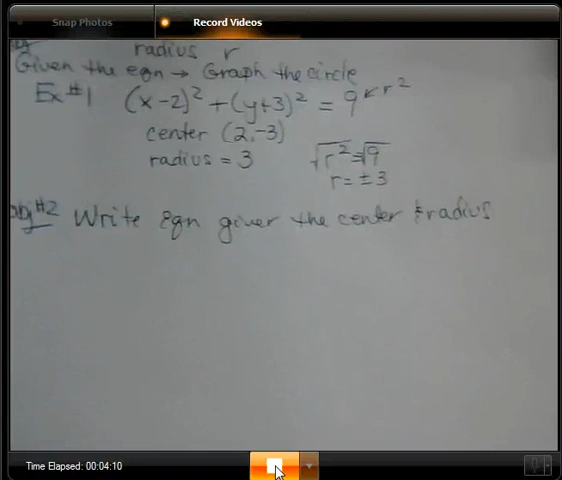 Snap Photos
Record Videos
radius r
Given the eqn → Graph the circle
Ex #1 (x-2)² + (y+3)² = 9 ↙ r²
center (2,-3)
radius = 3 √r² = √9
r = ± 3
Obj #2 Write Eqn given the center & radius
Time Elapsed: 00:04:10